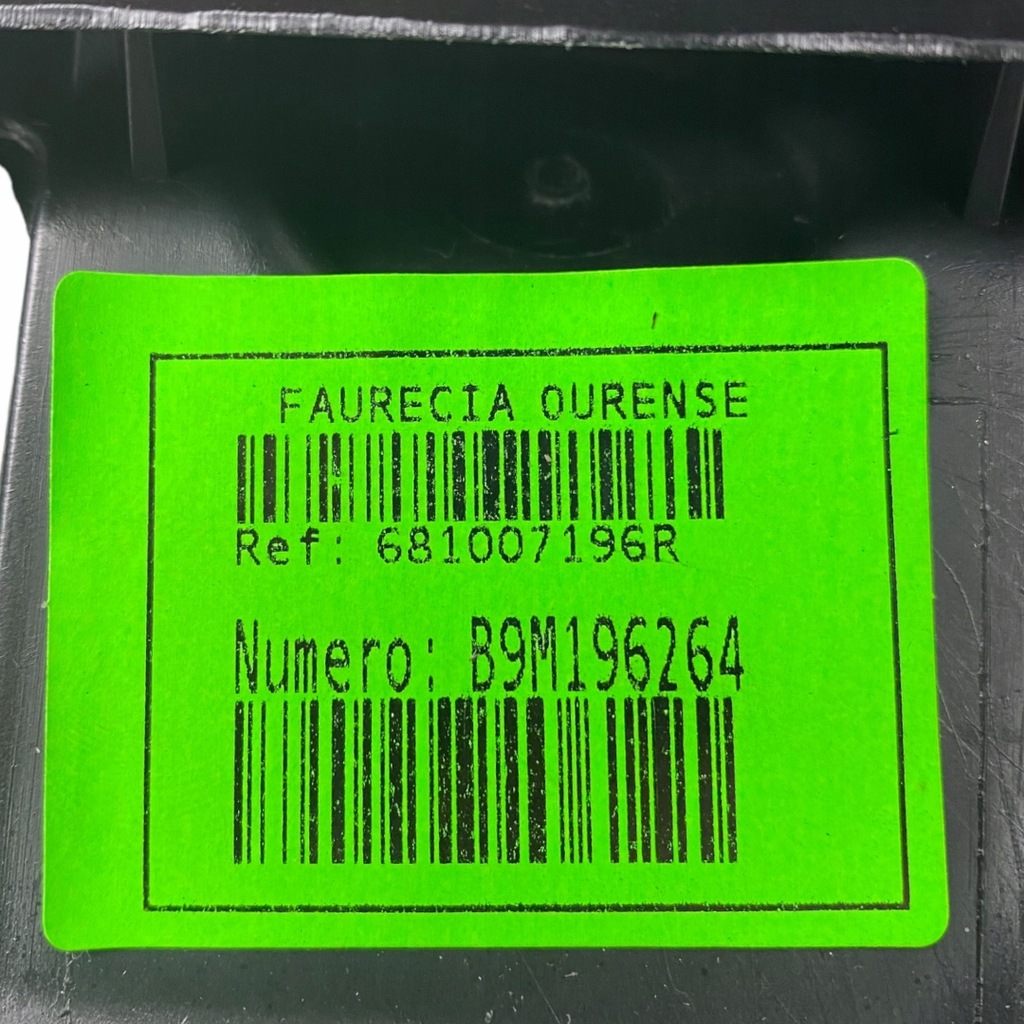 FAURECIA OURENSE
Ref: 681007196R
Numero: B9M196264